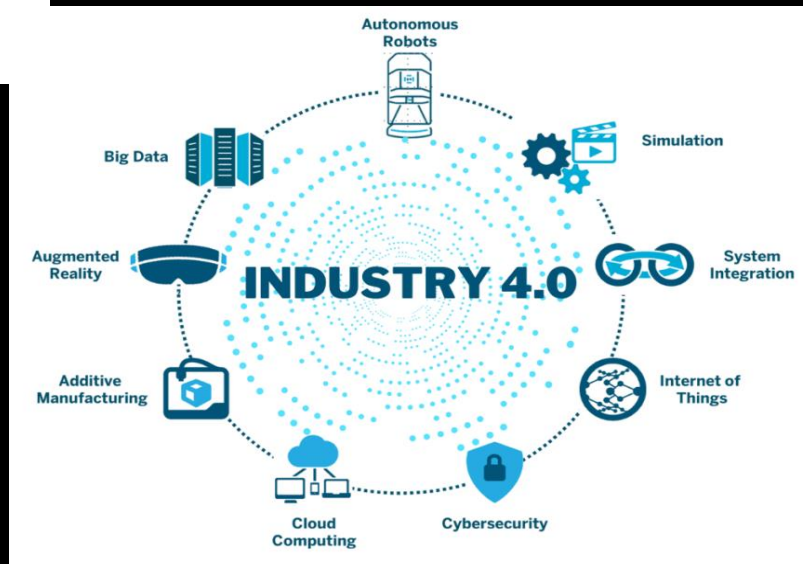 Autonomous
Robots
Simulation
System
Integration
Internet of
Things
Cybersecurity
Cloud
Computing
Additive
Manufacturing
Augmented
Reality
Big Data
INDUSTRY 4.0